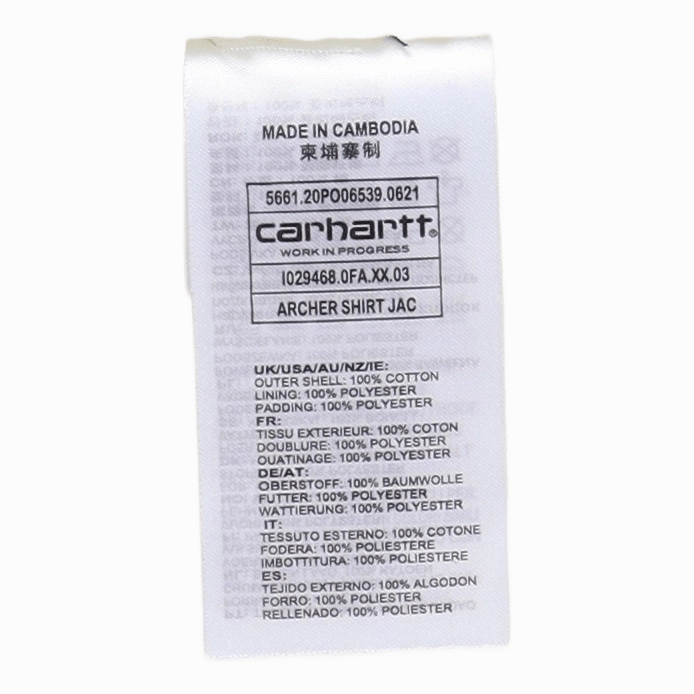 MADE IN CAMBODIA
柬埔寨制
5661.20PO06539.0621
carhartt®
WORK IN PROGRESS
I029468.0FA.XX.03
ARCHER SHIRT JAC
UK/USA/AU/NZ/IE:
OUTER SHELL: 100% COTTON
LINING: 100% POLYESTER
PADDING: 100% POLYESTER
FR:
TISSU EXTERIEUR: 100% COTON
DOUBLURE: 100% POLYESTER
OUATINAGE: 100% POLYESTER
DE/AT:
OBERSTOFF: 100% BAUMWOLLE
FUTTER: 100% POLYESTER
WATTIERUNG: 100% POLYESTER
IT:
TESSUTO ESTERNO: 100% COTONE
FODERA: 100% POLIESTERE
IMBOTTITURA: 100% POLIESTERE
ES:
TEJIDO EXTERNO: 100% ALGODON
FORRO: 100% POLIESTER
RELLENADO: 100% POLIESTER